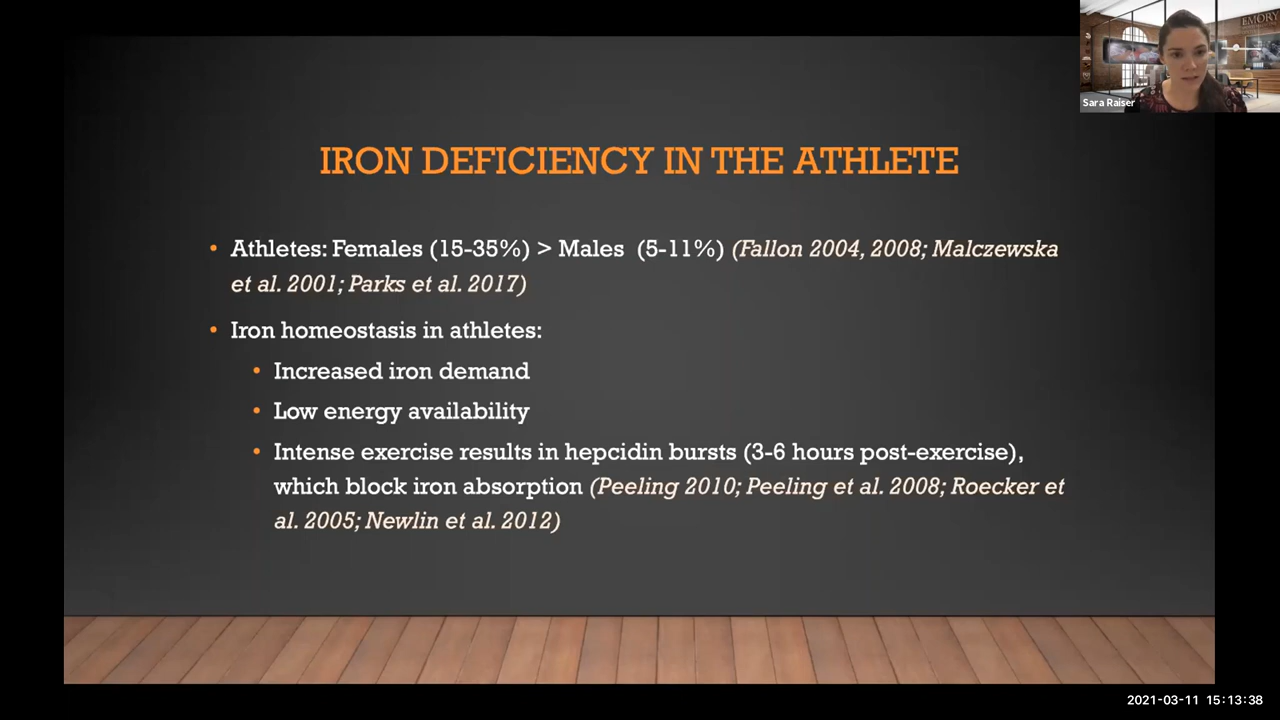 EMORY
Sara Raiser
IRON DEFICIENCY IN THE ATHLETE
• Athletes: Females (15-35%) > Males (5-11%) (Fallon 2004, 2008; Malczewska
et al. 2001; Parks et al. 2017)
• Iron homeostasis in athletes:
• Increased iron demand
• Low energy availability
• Intense exercise results in hepcidin bursts (3-6 hours post-exercise),
which block iron absorption (Peeling 2010; Peeling et al. 2008; Roecker et
al. 2005; Newlin et al. 2012)
2021-03-11 15:13:38